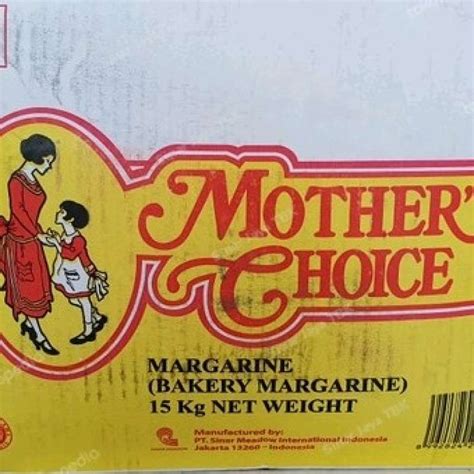 MOTHER'
CHOICE
MARGARINE
(BAKERY MARGARINE)
15 Kg NET WEIGHT
Manufactured by:
PT. Sinar Meadow International Indonesia
Jakarta 13260 - Indonesia